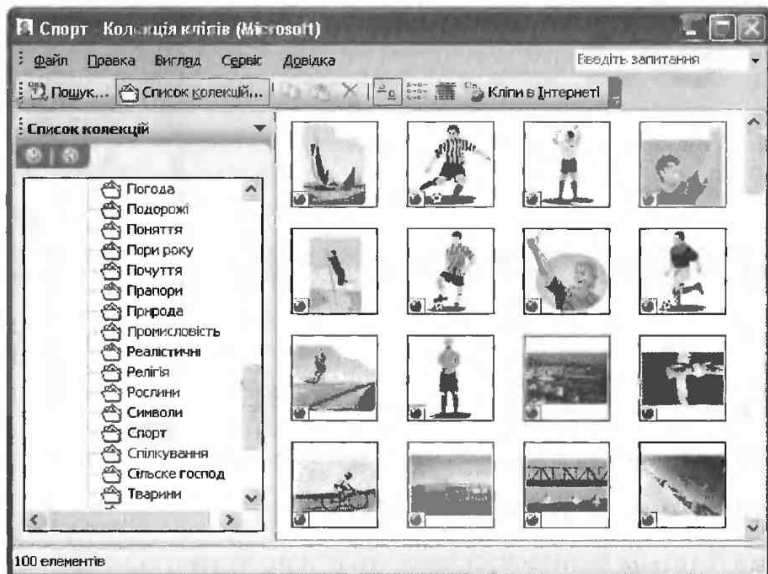 Спорт - Колекція кліпів (Microsoft)
Файл Правка Вигляд Сервіс Довідка Введіть запитання
Пошук... Список колекцій... Кліпи в Інтернеті
Список колекцій
Погода
Подорожі
Поняття
Пори року
Почуття
Прапори
Природа
Промисловість
Реалістичні
Релігія
Рослини
Символи
Спорт
Спілкування
Сільске господ
Тварини
100 елементів